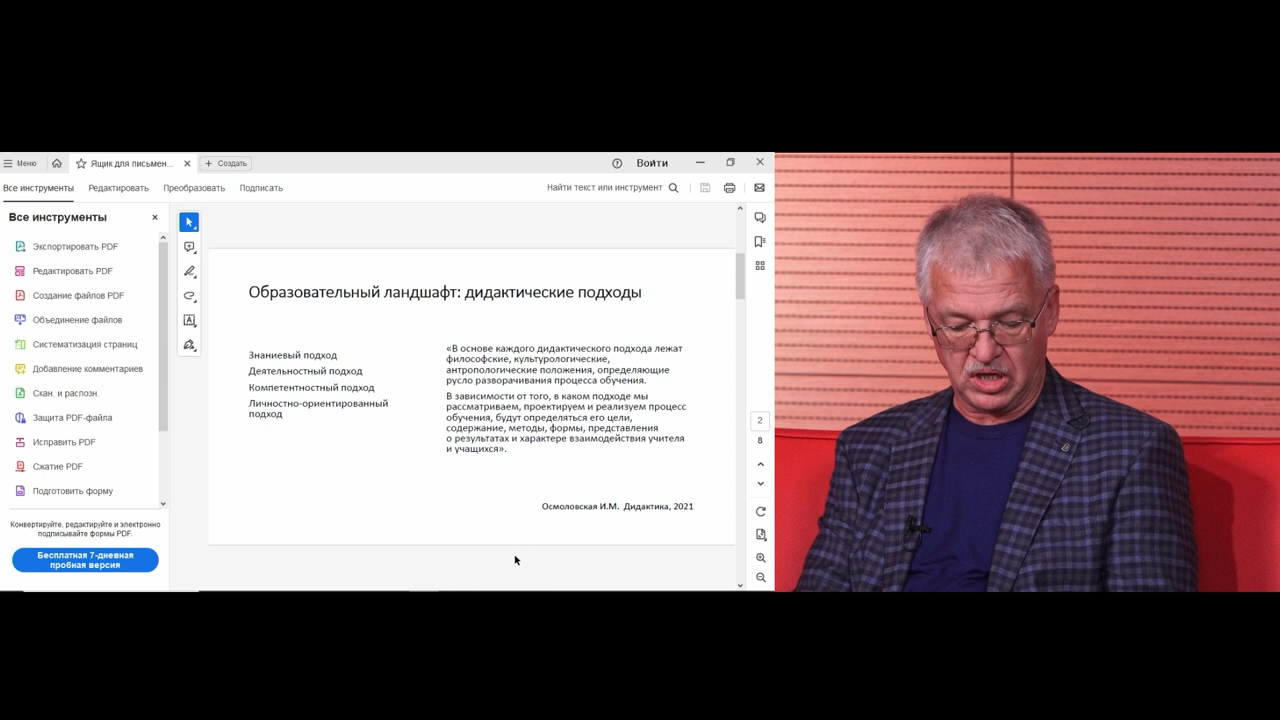 Меню
Ящик для письмен...
Создать
Войти
Все инструменты
Редактировать
Преобразовать
Подписать
Найти текст или инструмент
Все инструменты
Экспортировать PDF
Редактировать PDF
Создание файлов PDF
Объединение файлов
Систематизация страниц
Добавление комментариев
Скан. и распозн.
Защита PDF-файла
Исправить PDF
Сжатие PDF
Подготовить форму
Конвертируйте, редактируйте и электронно
подписывайте формы PDF.
Бесплатная 7-дневная
пробная версия
Образовательный ландшафт: дидактические подходы
Знаниевый подход
Деятельностный подход
Компетентностный подход
Личностно-ориентированный
подход
«В основе каждого дидактического подхода лежат
философские, культурологические,
антропологические положения, определяющие
русло разворачивания процесса обучения.
В зависимости от того, в каком подходе мы
рассматриваем, проектируем и реализуем процесс
обучения, будут определяться его цели,
содержание, методы, формы, представления
о результатах и характере взаимодействия учителя
и учащихся».
Осмоловская И.М. Дидактика, 2021
2
8